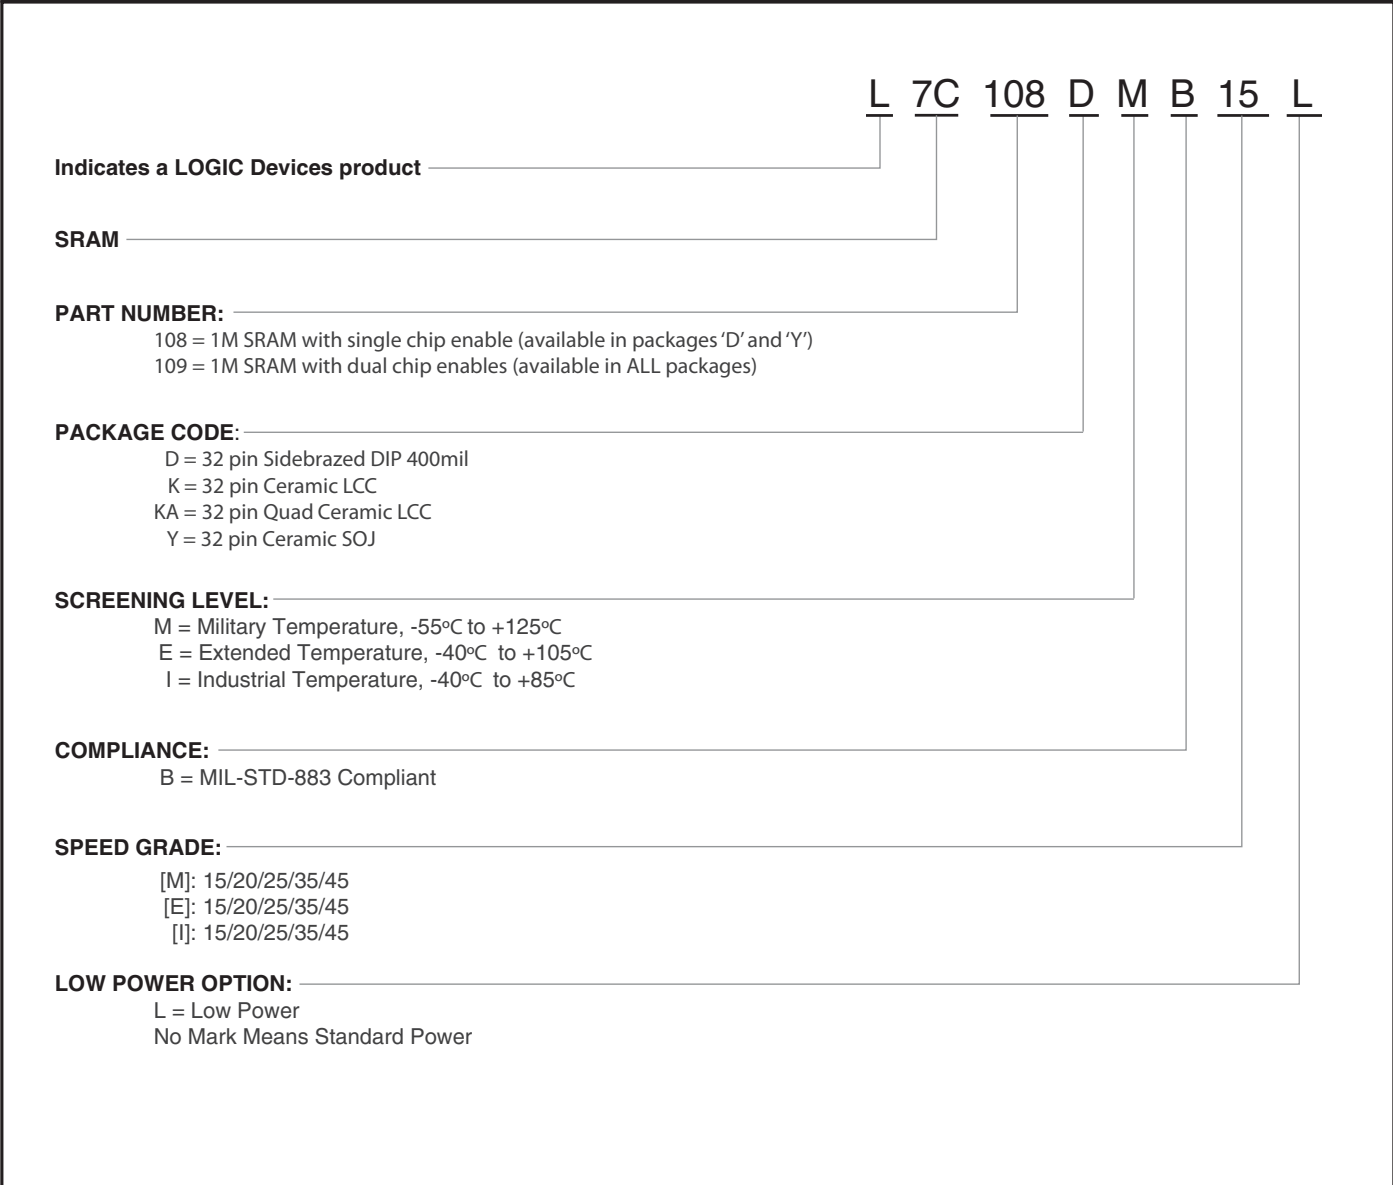 L 7C 108 D M B 15 L
Indicates a LOGIC Devices product
SRAM
PART NUMBER:
108 = 1M SRAM with single chip enable (available in packages ‘D’ and ‘Y’)
109 = 1M SRAM with dual chip enables (available in ALL packages)
PACKAGE CODE:
D = 32 pin Sidebrazed DIP 400mil
K = 32 pin Ceramic LCC
KA = 32 pin Quad Ceramic LCC
Y = 32 pin Ceramic SOJ
SCREENING LEVEL:
M = Military Temperature, -55ºC to +125ºC
E = Extended Temperature, -40ºC to +105ºC
I = Industrial Temperature, -40ºC to +85ºC
COMPLIANCE:
B = MIL-STD-883 Compliant
SPEED GRADE:
[M]: 15/20/25/35/45
[E]: 15/20/25/35/45
[I]: 15/20/25/35/45
LOW POWER OPTION:
L = Low Power
No Mark Means Standard Power